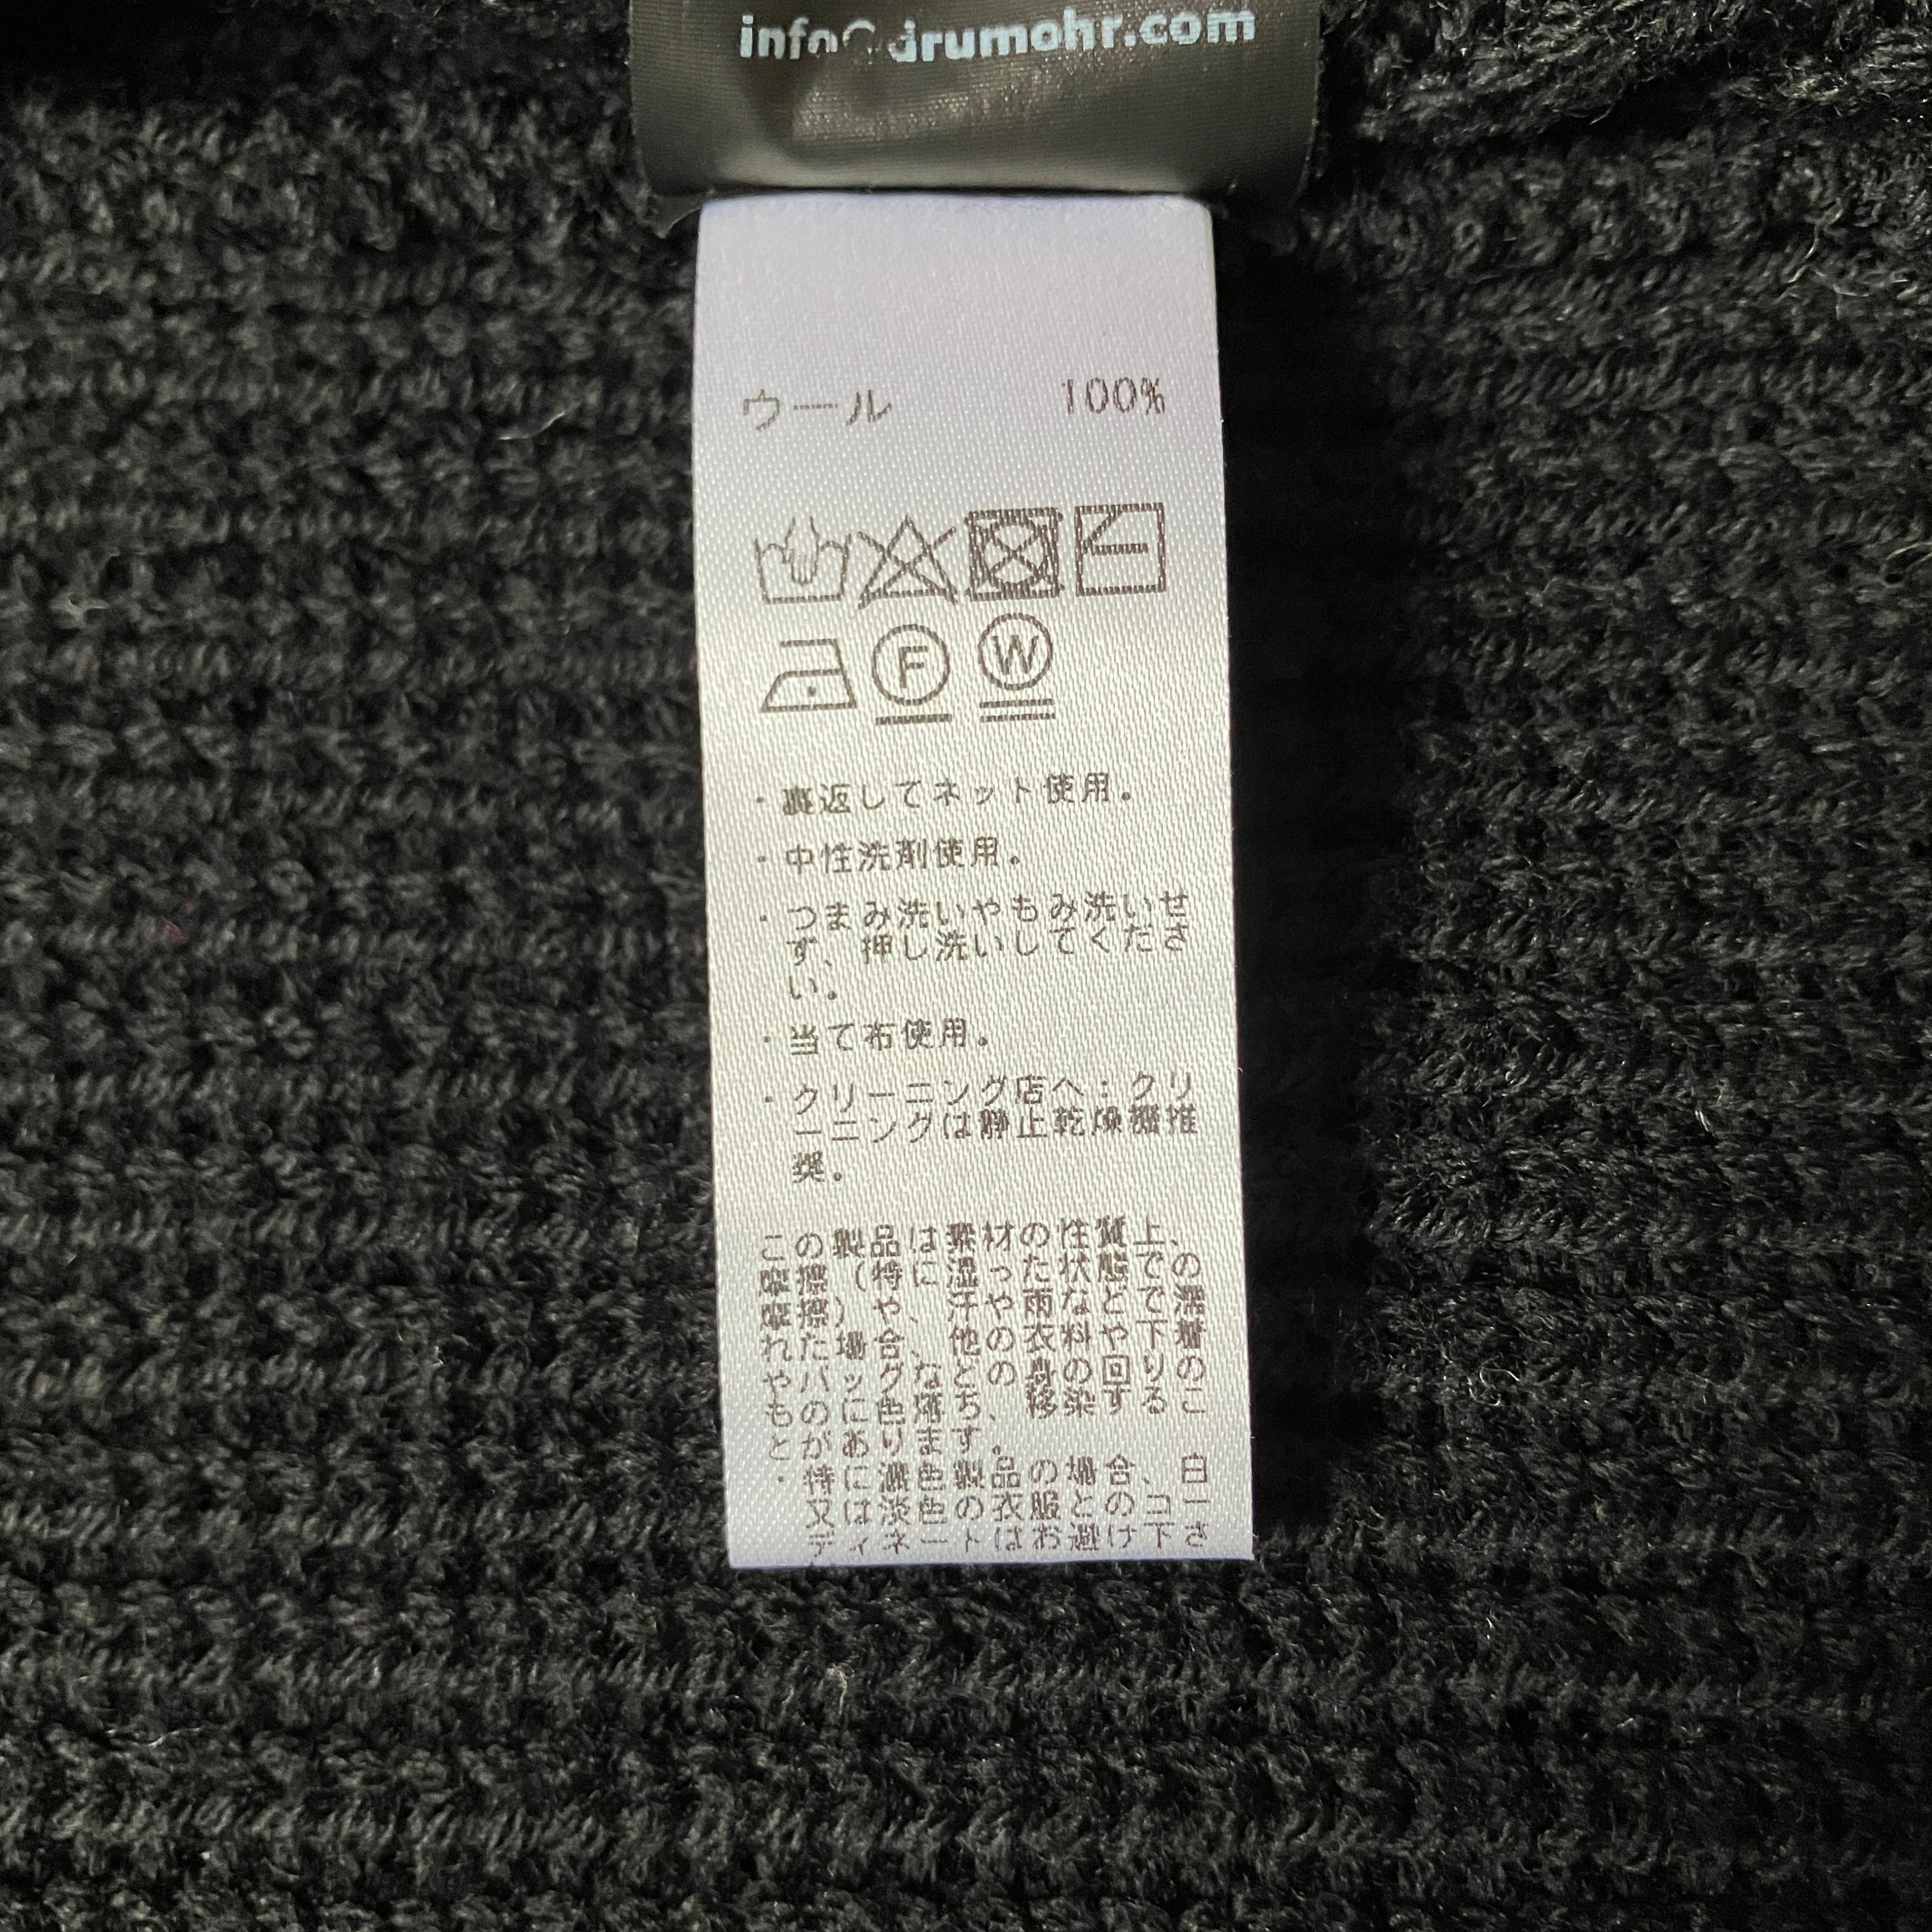 info@drumohr.com
ウール 100%
F W
・裏返してネット使用。
・中性洗剤使用。
・つまみ洗いやもみ洗いせ
ず、押し洗いしてくださ
い。
・当て布使用。
・クリーニング店へ：クリ
ーニングは静止乾燥機推
奨。
この製品は素材の性質上、
摩擦（特に湿った状態での
摩擦）や、汗や雨などで濡
れた場合、他の衣料や下着
やバッグなどの身の回りの
ものに色落ち、移染するこ
とがあります。
・特に濃色製品の場合、白
又は淡色の衣服とのコー
ディネートはお避け下さ